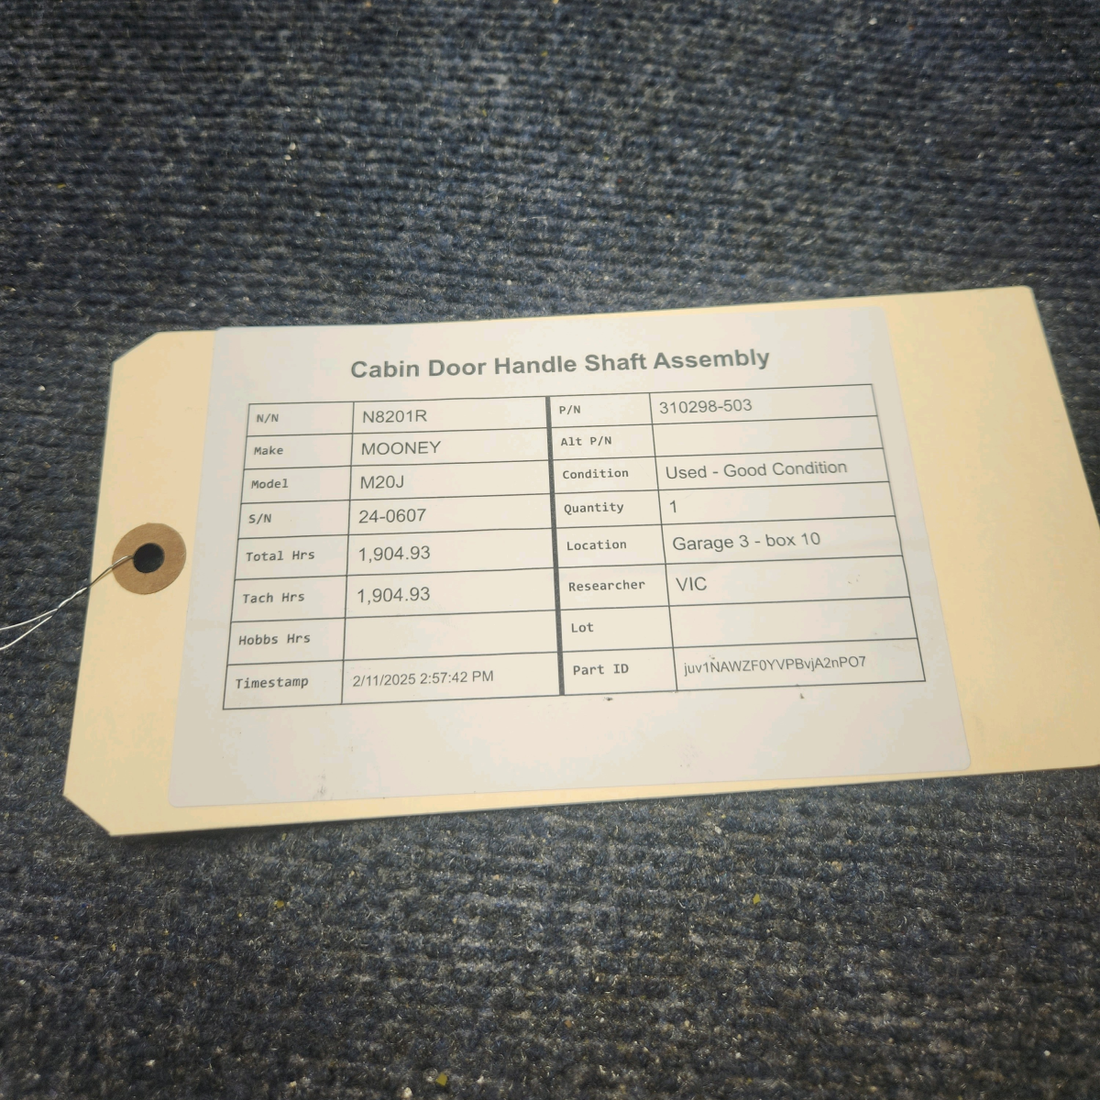 Cabin Door Handle Shaft Assembly
N/N N8201R P/N 310298-503
Make MOONEY Alt P/N
Model M20J Condition Used - Good Condition
S/N 24-0607 Quantity 1
Total Hrs 1,904.93 Location Garage 3 - box 10
Tach Hrs 1,904.93 Researcher VIC
Hobbs Hrs Lot
Timestamp 2/11/2025 2:57:42 PM Part ID juv1NAWZF0YVPBvjA2nPO7